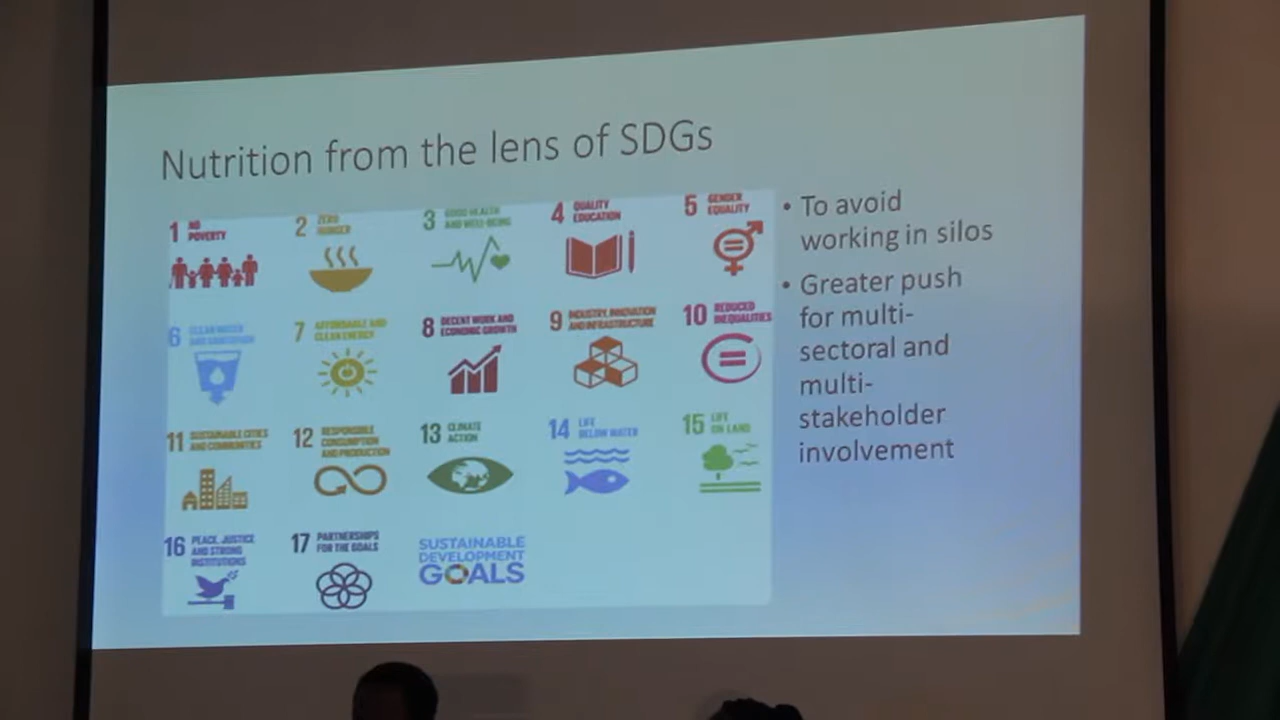 Nutrition from the lens of SDGs
1 NO
POVERTY
2 ZERO
HUNGER
3 GOOD HEALTH
AND WELL-BEING
4 QUALITY
EDUCATION
5 GENDER
EQUALITY
6 CLEAN WATER
AND SANITATION
7 AFFORDABLE AND
CLEAN ENERGY
8 DECENT WORK AND
ECONOMIC GROWTH
9 INDUSTRY, INNOVATION
AND INFRASTRUCTURE
10 REDUCED
INEQUALITIES
11 SUSTAINABLE CITIES
AND COMMUNITIES
12 RESPONSIBLE
CONSUMPTION
AND PRODUCTION
13 CLIMATE
ACTION
14 LIFE
BELOW WATER
15 LIFE
ON LAND
16 PEACE, JUSTICE
AND STRONG
INSTITUTIONS
17 PARTNERSHIPS
FOR THE GOALS
SUSTAINABLE
DEVELOPMENT
GOALS
• To avoid
working in silos
• Greater push
for multi-
sectoral and
multi-
stakeholder
involvement